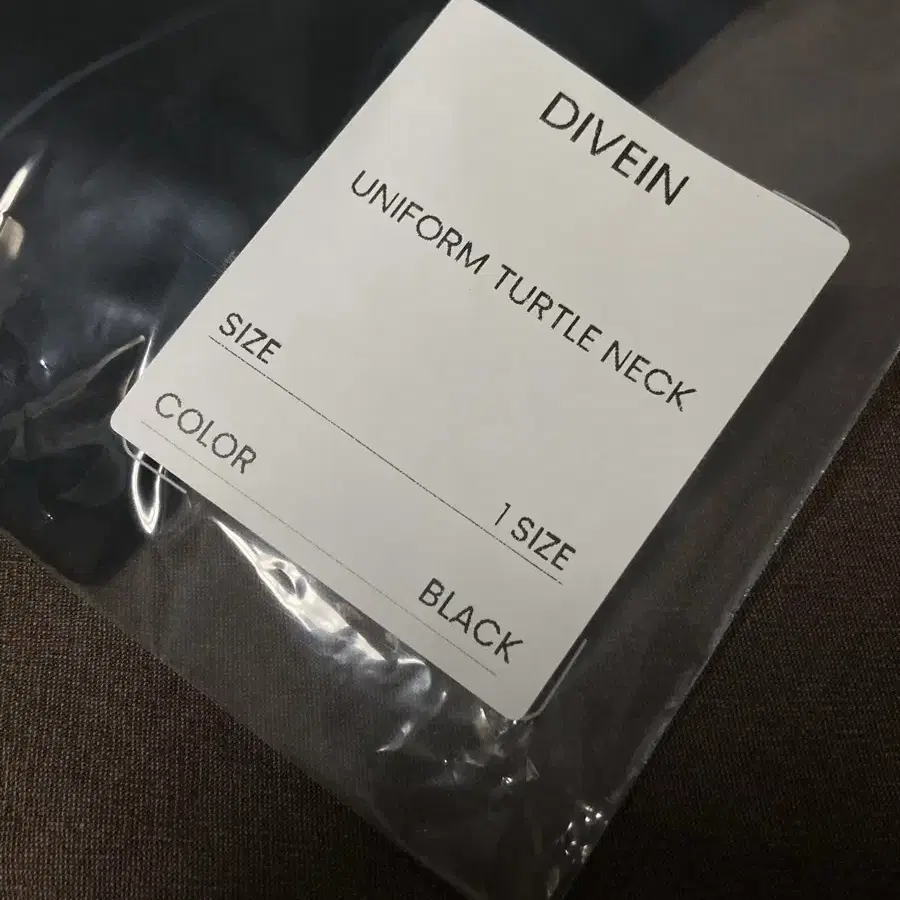 DIVEIN
UNIFORM TURTLE NECK
SIZE 1 SIZE
COLOR BLACK